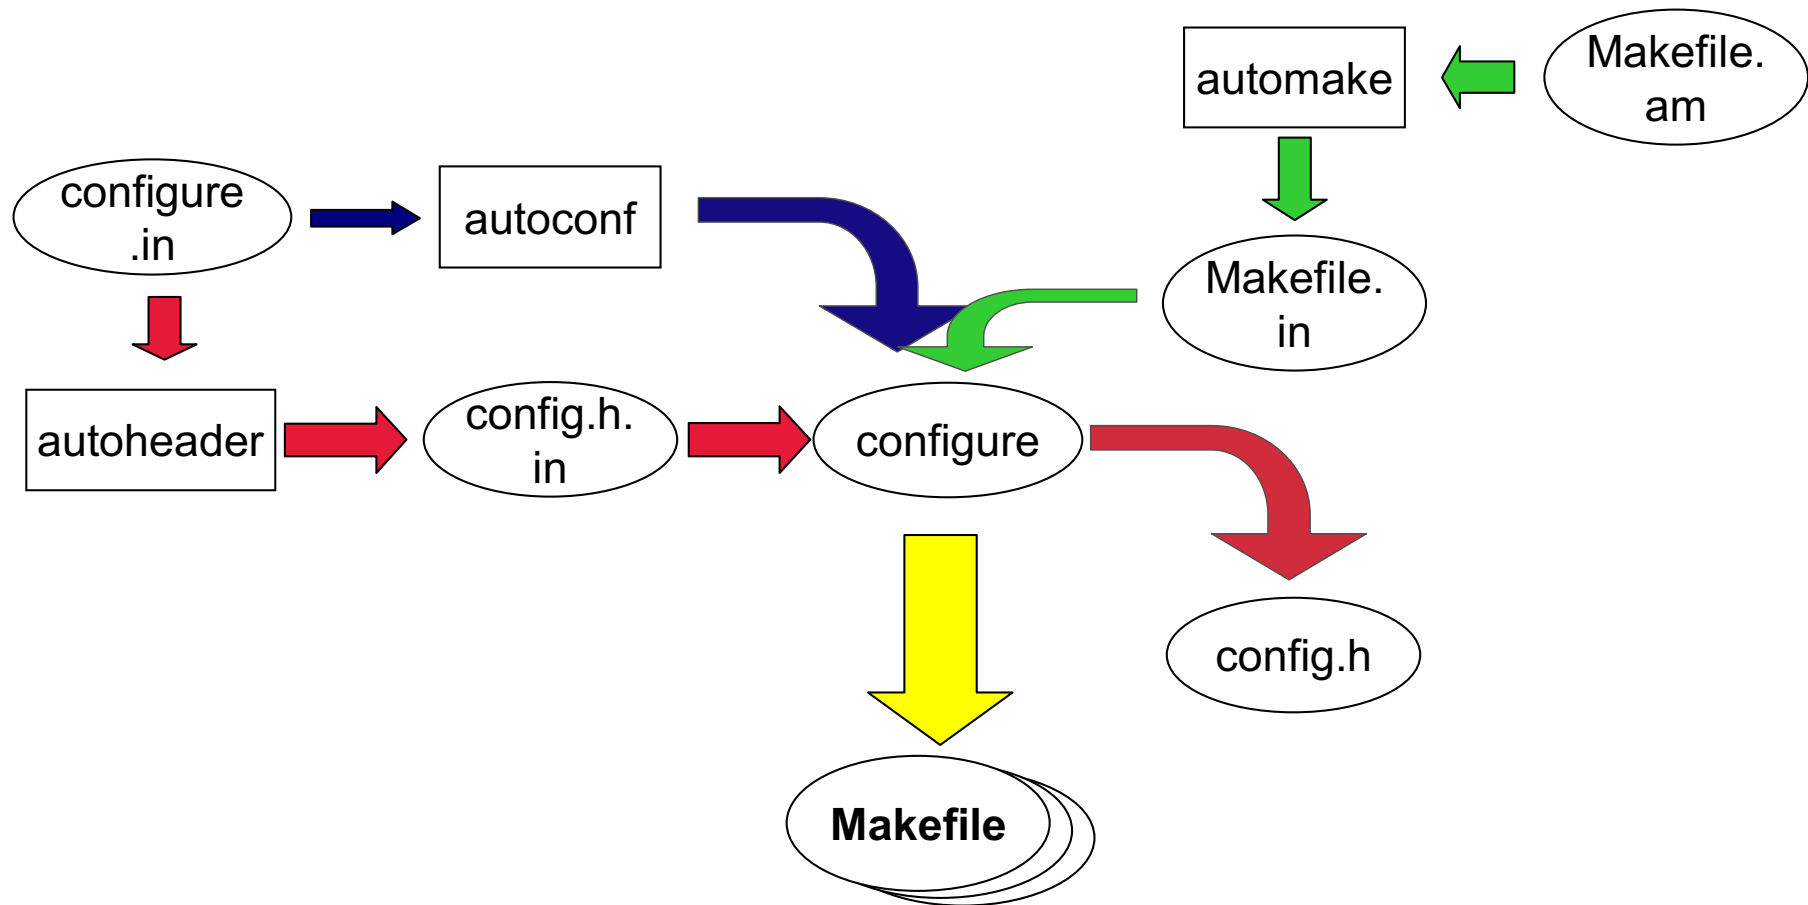 automake
Makefile.
am
configure
.in
autoconf
Makefile.
in
autoheader
config.h.
in
configure
config.h
Makefile